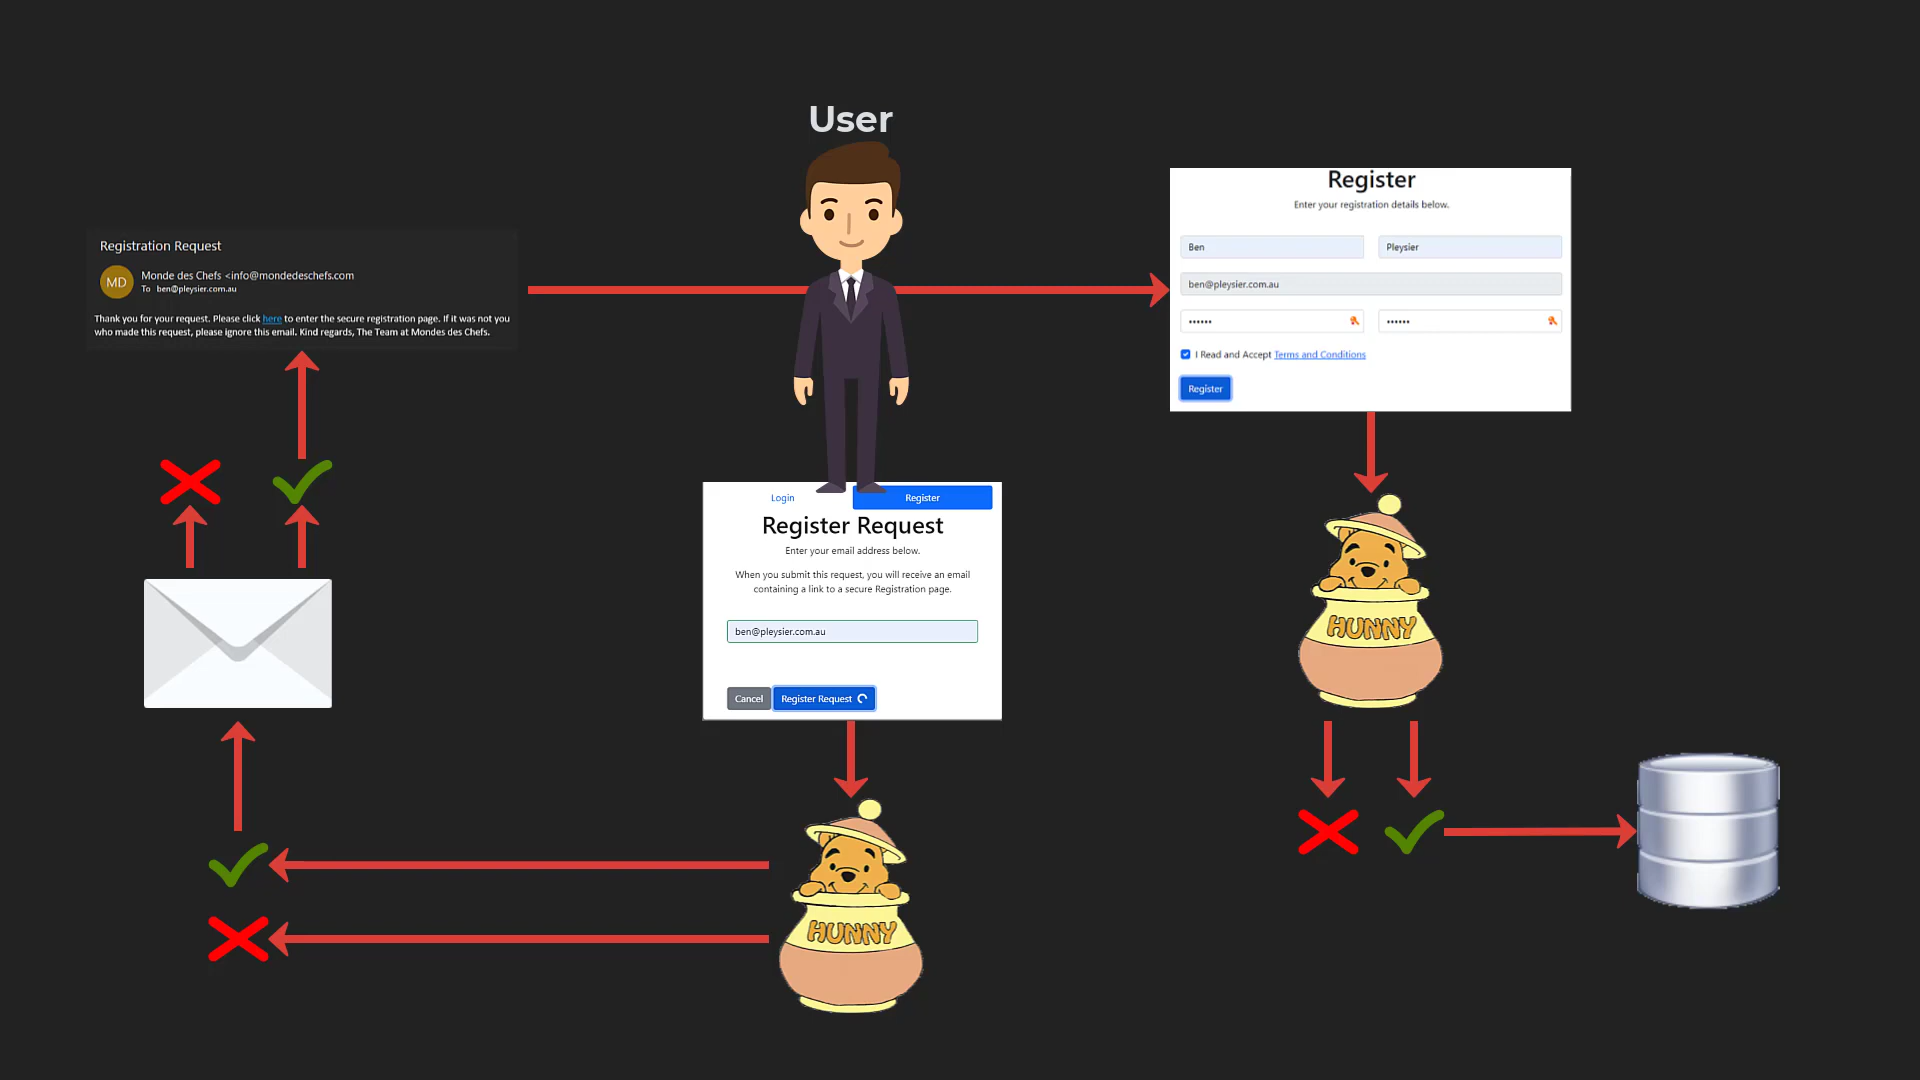 User
Registration Request
MD
Monde des Chefs <info@mondedeschefs.com
To ben@pleysier.com.au
Thank you for your request. Please click here to enter the secure registration page. If it was not you
who made this request, please ignore this email. Kind regards, The Team at Mondes des Chefs.
Register
Enter your registration details below.
Ben
Pleysier
ben@pleysier.com.au
••••••
••••••
I Read and Accept Terms and Conditions
Register
Login
Register
Register Request
Enter your email address below.
When you submit this request, you will receive an email
containing a link to a secure Registration page.
ben@pleysier.com.au
Cancel
Register Request
HUNNY
HUNNY